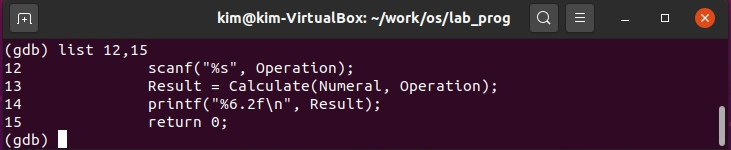 kim@kim-VirtualBox: ~/work/os/lab_prog
(gdb) list 12,15
12              scanf("%s", Operation);
13              Result = Calculate(Numeral, Operation);
14              printf("%6.2f\n", Result);
15              return 0;
(gdb)